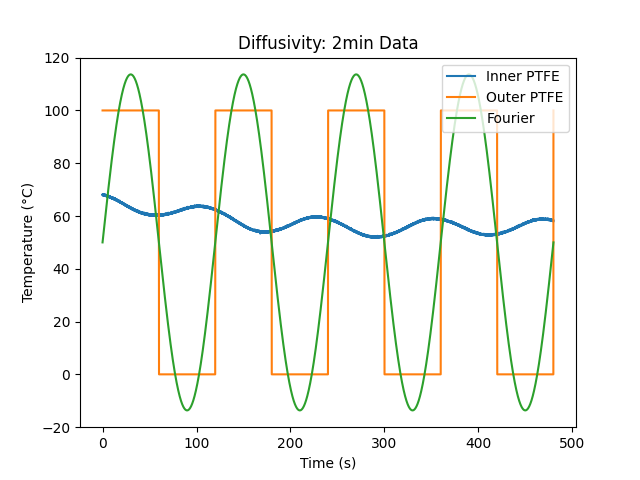 Diffusivity: 2min Data
Temperature (°C)
120
100
80
60
40
20
0
−20
Inner PTFE
Outer PTFE
Fourier
0
100
200
300
400
500
Time (s)